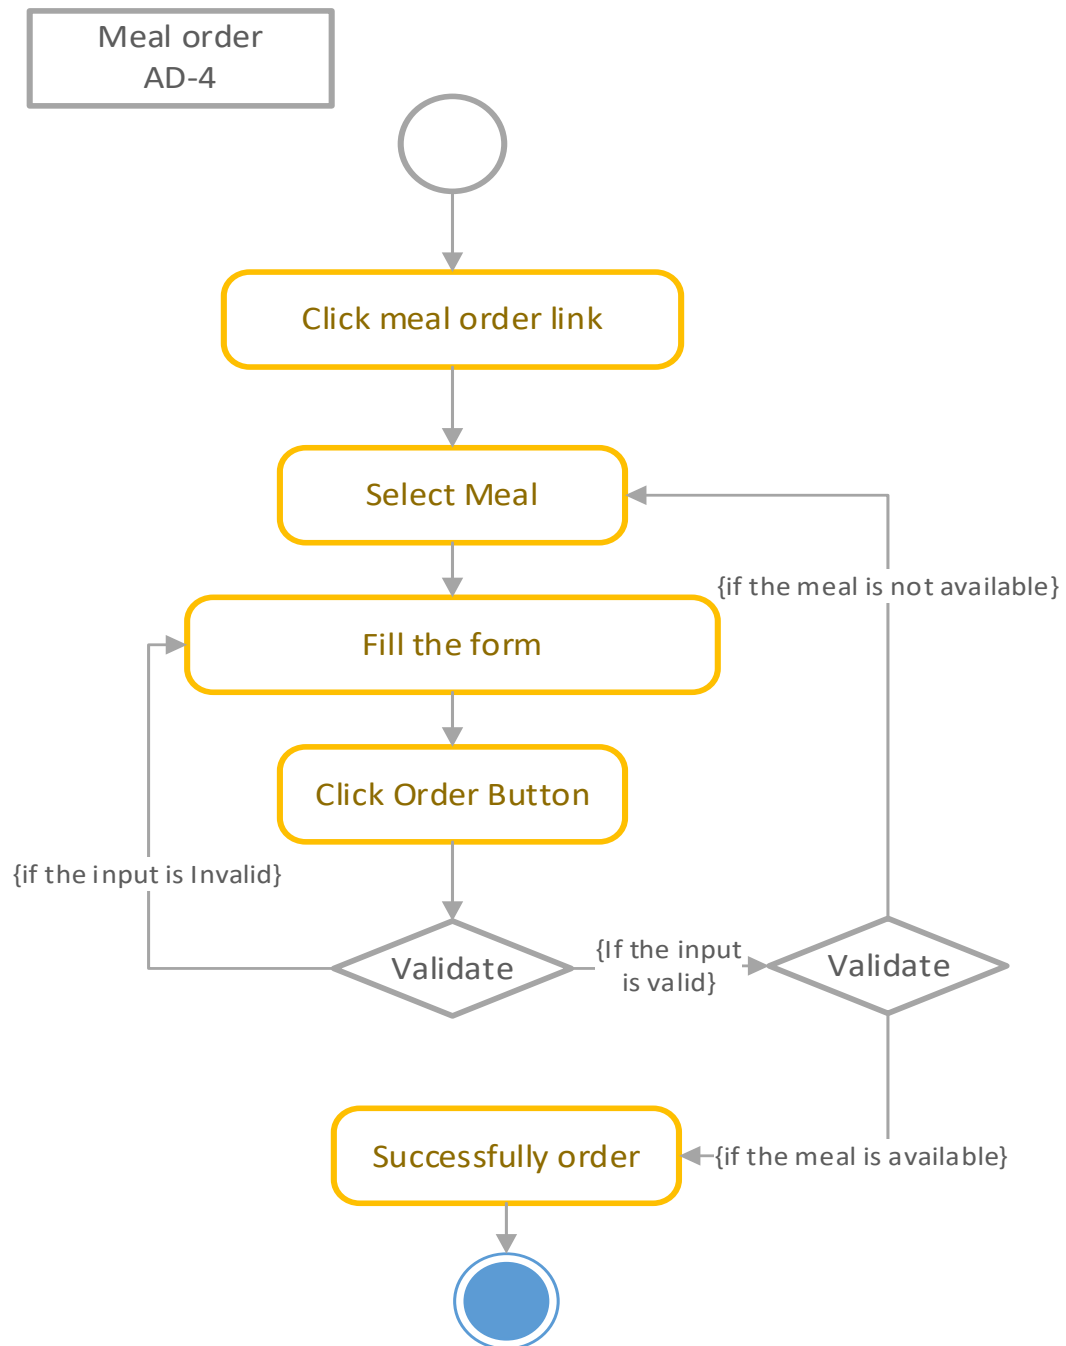 Meal order
AD-4
Click meal order link
Select Meal
{if the meal is not available}
Fill the form
Click Order Button
{if the input is Invalid}
Validate
{If the input
is valid}
Validate
Successfully order
{if the meal is available}